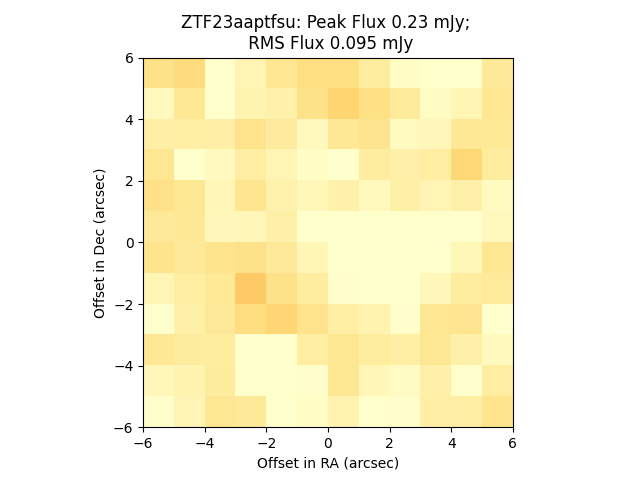 ZTF23aaptfsu: Peak Flux 0.23 mJy;
RMS Flux 0.095 mJy
6
4
2
0
−2
−4
−6
Offset in Dec (arcsec)
−6 −4 −2 0 2 4 6
Offset in RA (arcsec)